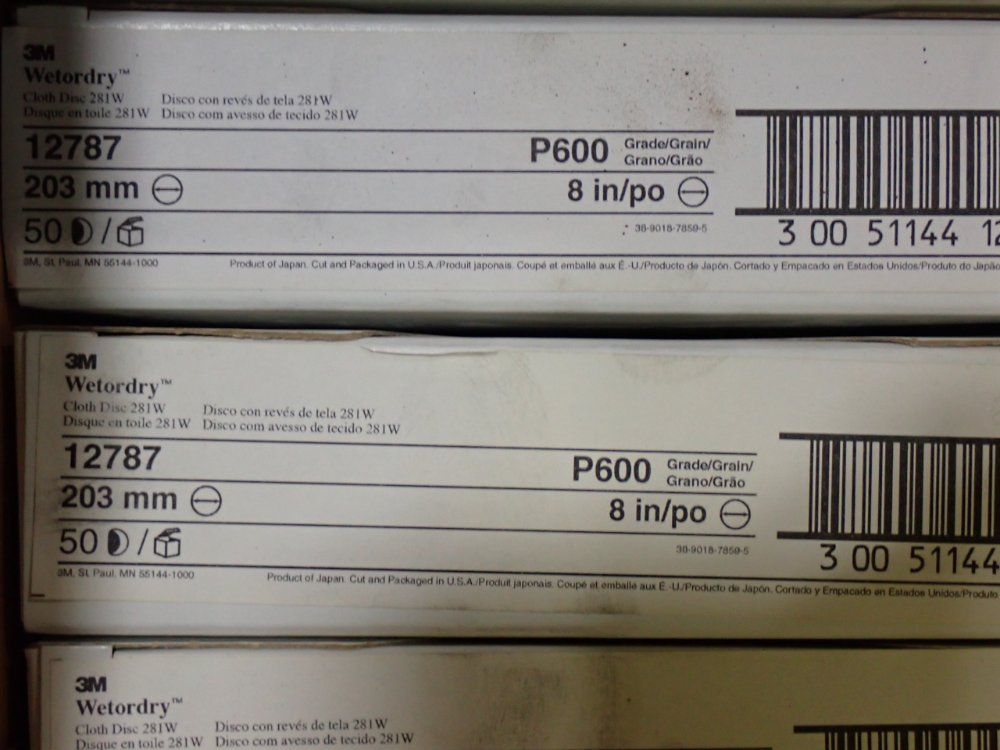 3M
Wetordry™
Cloth Disc 281W Disco con revés de tela 281W
Disque en toile 281W Disco com avesso de tecido 281W
12787 P600 Grade/Grain/
Grano/Grão
203 mm 8 in/po
50 / 
38-9018-7859-5
3 00 51144 12
3M, St. Paul, MN 55144-1000 Product of Japan. Cut and Packaged in U.S.A./Produit japonais. Coupé et emballé aux É.-U./Producto de Japón. Cortado y Empacado en Estados Unidos/Produto do Japão
3M
Wetordry™
Cloth Disc 281W Disco con revés de tela 281W
Disque en toile 281W Disco com avesso de tecido 281W
12787 P600 Grade/Grain/
Grano/Grão
203 mm 8 in/po
50 /
38-9018-7859-5
3 00 51144
3M, St. Paul, MN 55144-1000 Product of Japan. Cut and Packaged in U.S.A./Produit japonais. Coupé et emballé aux É.-U./Producto de Japón. Cortado y Empacado en Estados Unidos/Produto
3M
Wetordry™
Cloth Disc 281W Disco con revés de tela 281W
Disque en toile 281W Disco com avesso de tecido 281W